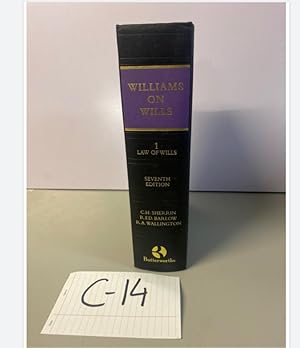 WILLIAMS
ON
WILLS
1
LAW OF WILLS
SEVENTH
EDITION
C.H. SHERRIN
R.F.D. BARLOW
R.A. WALLINGTON
Butterworths
C-14